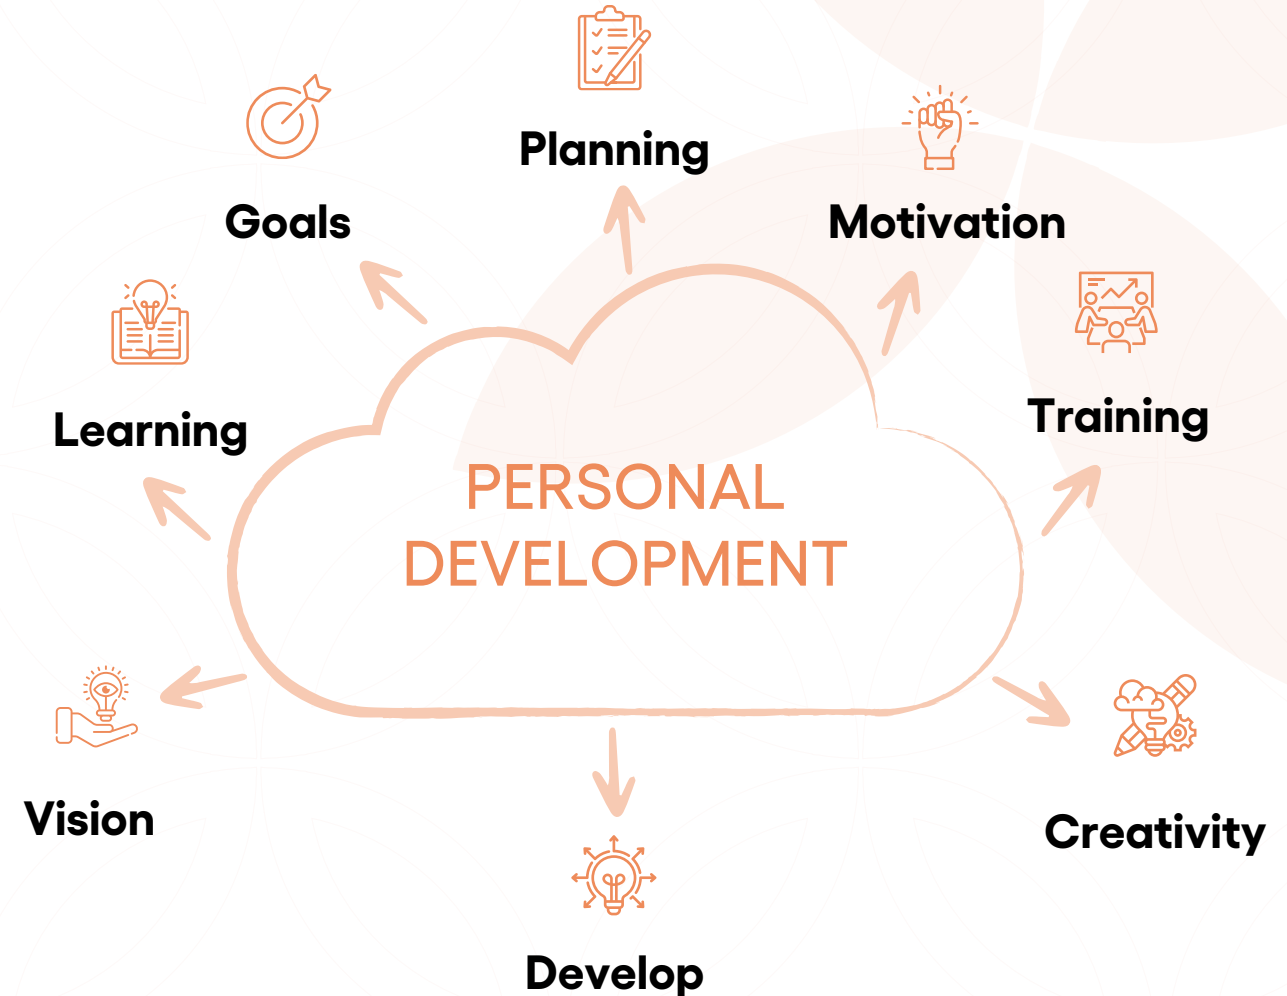 Planning
Goals
Motivation
Learning
Training
PERSONAL
DEVELOPMENT
Vision
Creativity
Develop